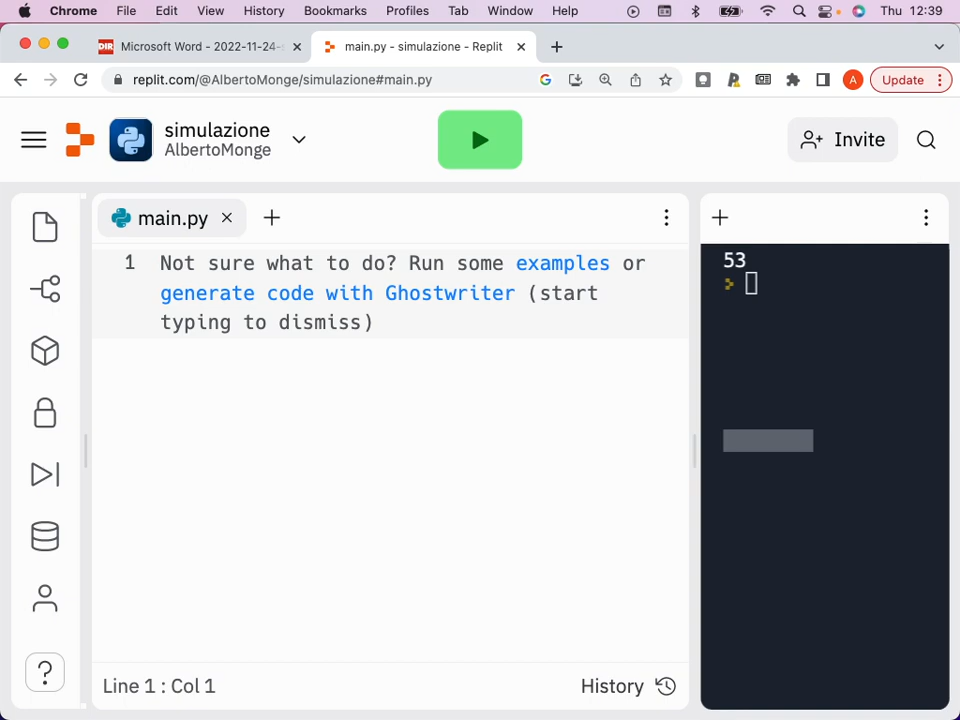 Chrome File Edit View History Bookmarks Profiles Tab Window Help Thu 12:39
DIR Microsoft Word - 2022-11-24- main.py - simulazione - Replit
replit.com/@AlbertoMonge/simulazione#main.py A Update
simulazione
AlbertoMonge
Invite
main.py
1 Not sure what to do? Run some examples or
generate code with Ghostwriter (start
typing to dismiss)
53
?
Line 1 : Col 1
History